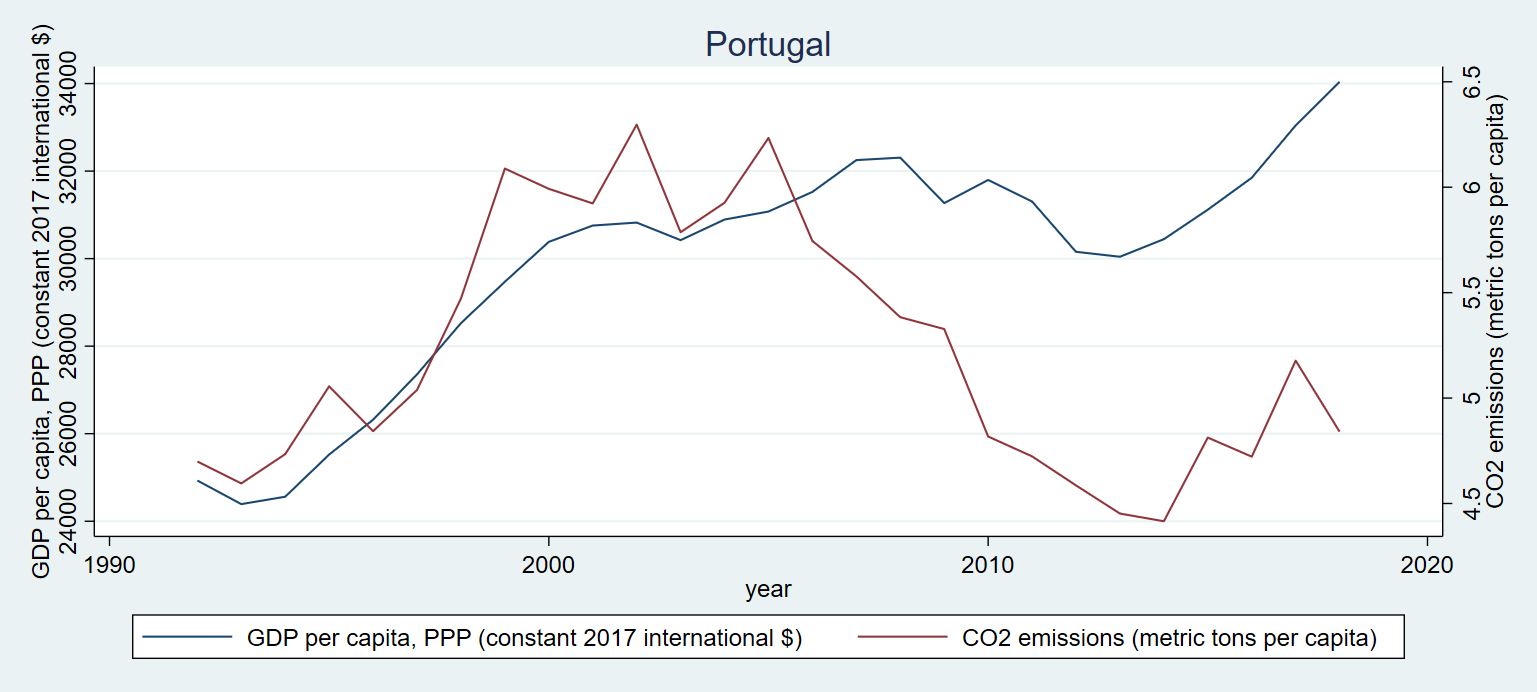 Portugal
GDP per capita, PPP (constant 2017 international $)
34000
32000
30000
28000
26000
24000
6.5
6
5.5
5
4.5
CO2 emissions (metric tons per capita)
1990 2000 2010 2020
year
GDP per capita, PPP (constant 2017 international $) CO2 emissions (metric tons per capita)